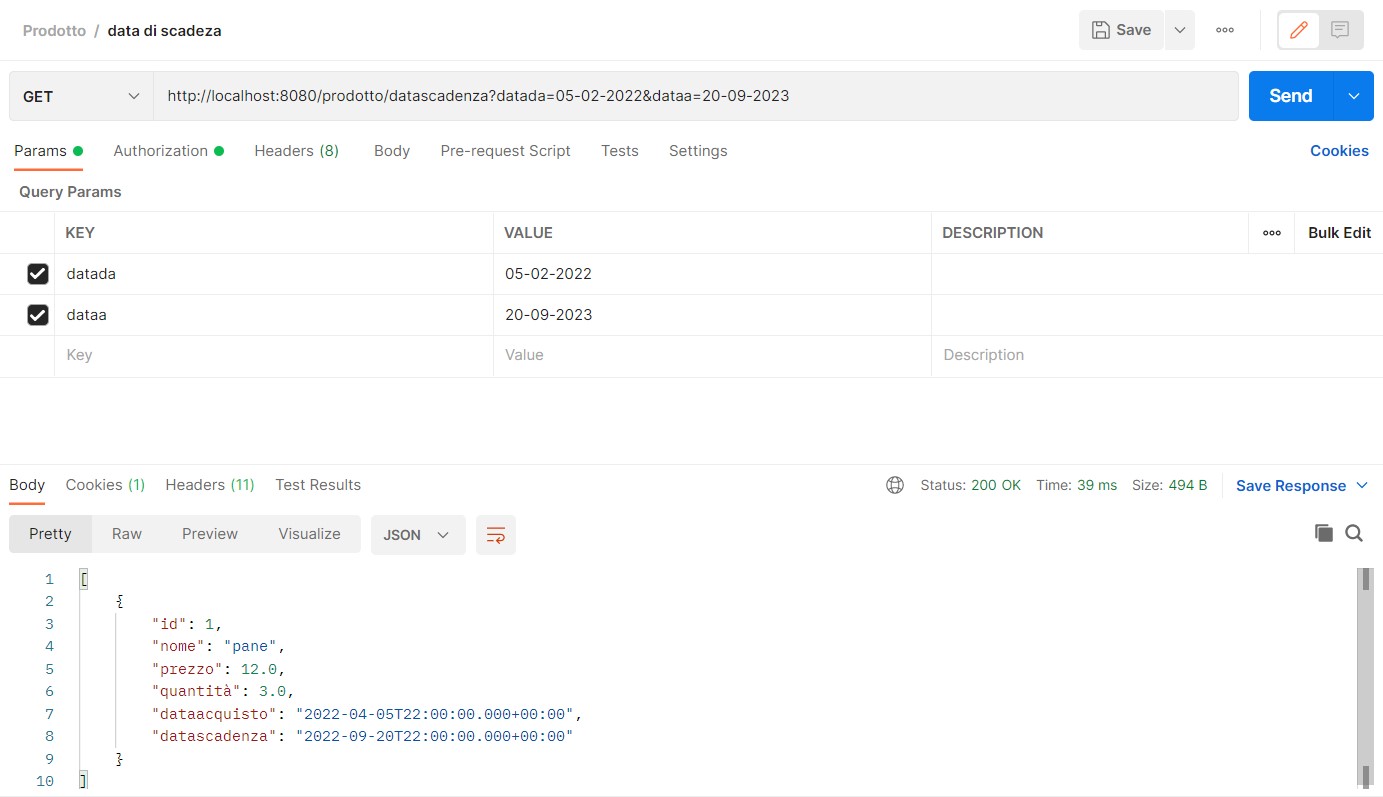 Prodotto / data di scadeza
Save
GET
http://localhost:8080/prodotto/datascadenza?datada=05-02-2022&dataa=20-09-2023
Send
Params Authorization Headers (8) Body Pre-request Script Tests Settings Cookies
Query Params
KEY VALUE DESCRIPTION Bulk Edit
datada 05-02-2022
dataa 20-09-2023
Key Value Description
Body Cookies (1) Headers (11) Test Results Status: 200 OK Time: 39 ms Size: 494 B Save Response
Pretty Raw Preview Visualize JSON
1 [
2 {
3 "id": 1,
4 "nome": "pane",
5 "prezzo": 12.0,
6 "quantità": 3.0,
7 "dataacquisto": "2022-04-05T22:00:00.000+00:00",
8 "datascadenza": "2022-09-20T22:00:00.000+00:00"
9 }
10 ]